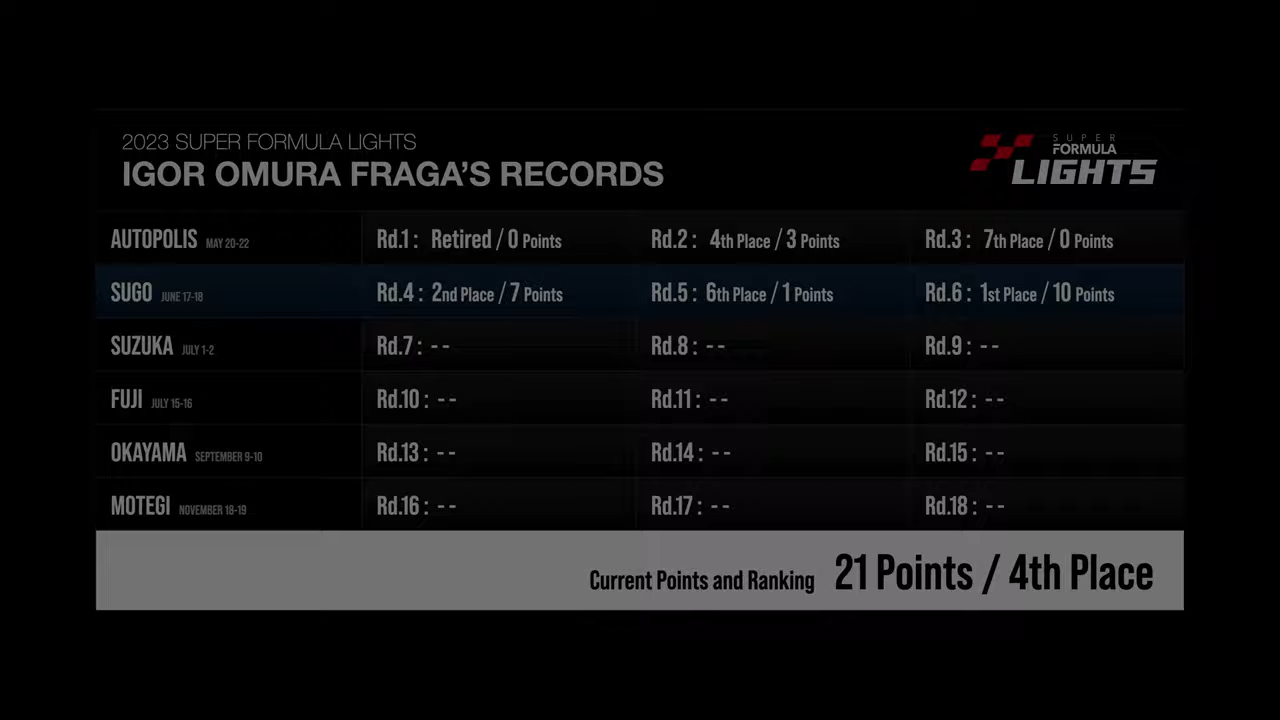 2023 SUPER FORMULA LIGHTS
IGOR OMURA FRAGA'S RECORDS
SUPER
FORMULA
LIGHTS
AUTOPOLIS MAY 20-22 Rd.1 : Retired / 0 Points Rd.2 : 4th Place / 3 Points Rd.3 : 7th Place / 0 Points
SUGO JUNE 17-18 Rd.4 : 2nd Place / 7 Points Rd.5 : 6th Place / 1 Points Rd.6 : 1st Place / 10 Points
SUZUKA JULY 1-2 Rd.7 : -- Rd.8 : -- Rd.9 : --
FUJI JULY 15-16 Rd.10 : -- Rd.11 : -- Rd.12 : --
OKAYAMA SEPTEMBER 9-10 Rd.13 : -- Rd.14 : -- Rd.15 : --
MOTEGI NOVEMBER 18-19 Rd.16 : -- Rd.17 : -- Rd.18 : --
Current Points and Ranking 21 Points / 4th Place